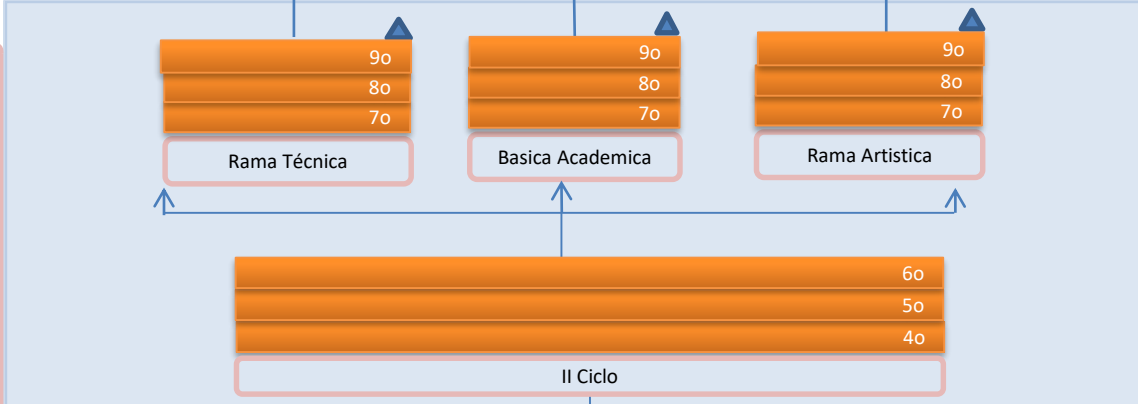 9o
8o
7o
Rama Técnica
9o
8o
7o
Basica Academica
9o
8o
7o
Rama Artistica
6o
5o
4o
II Ciclo